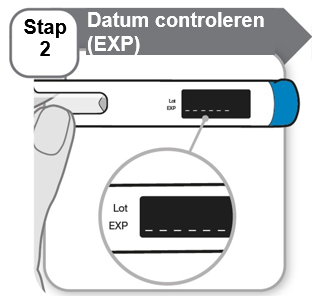 Stap
2
Datum controleren
(EXP)
Lot
EXP
Lot
EXP